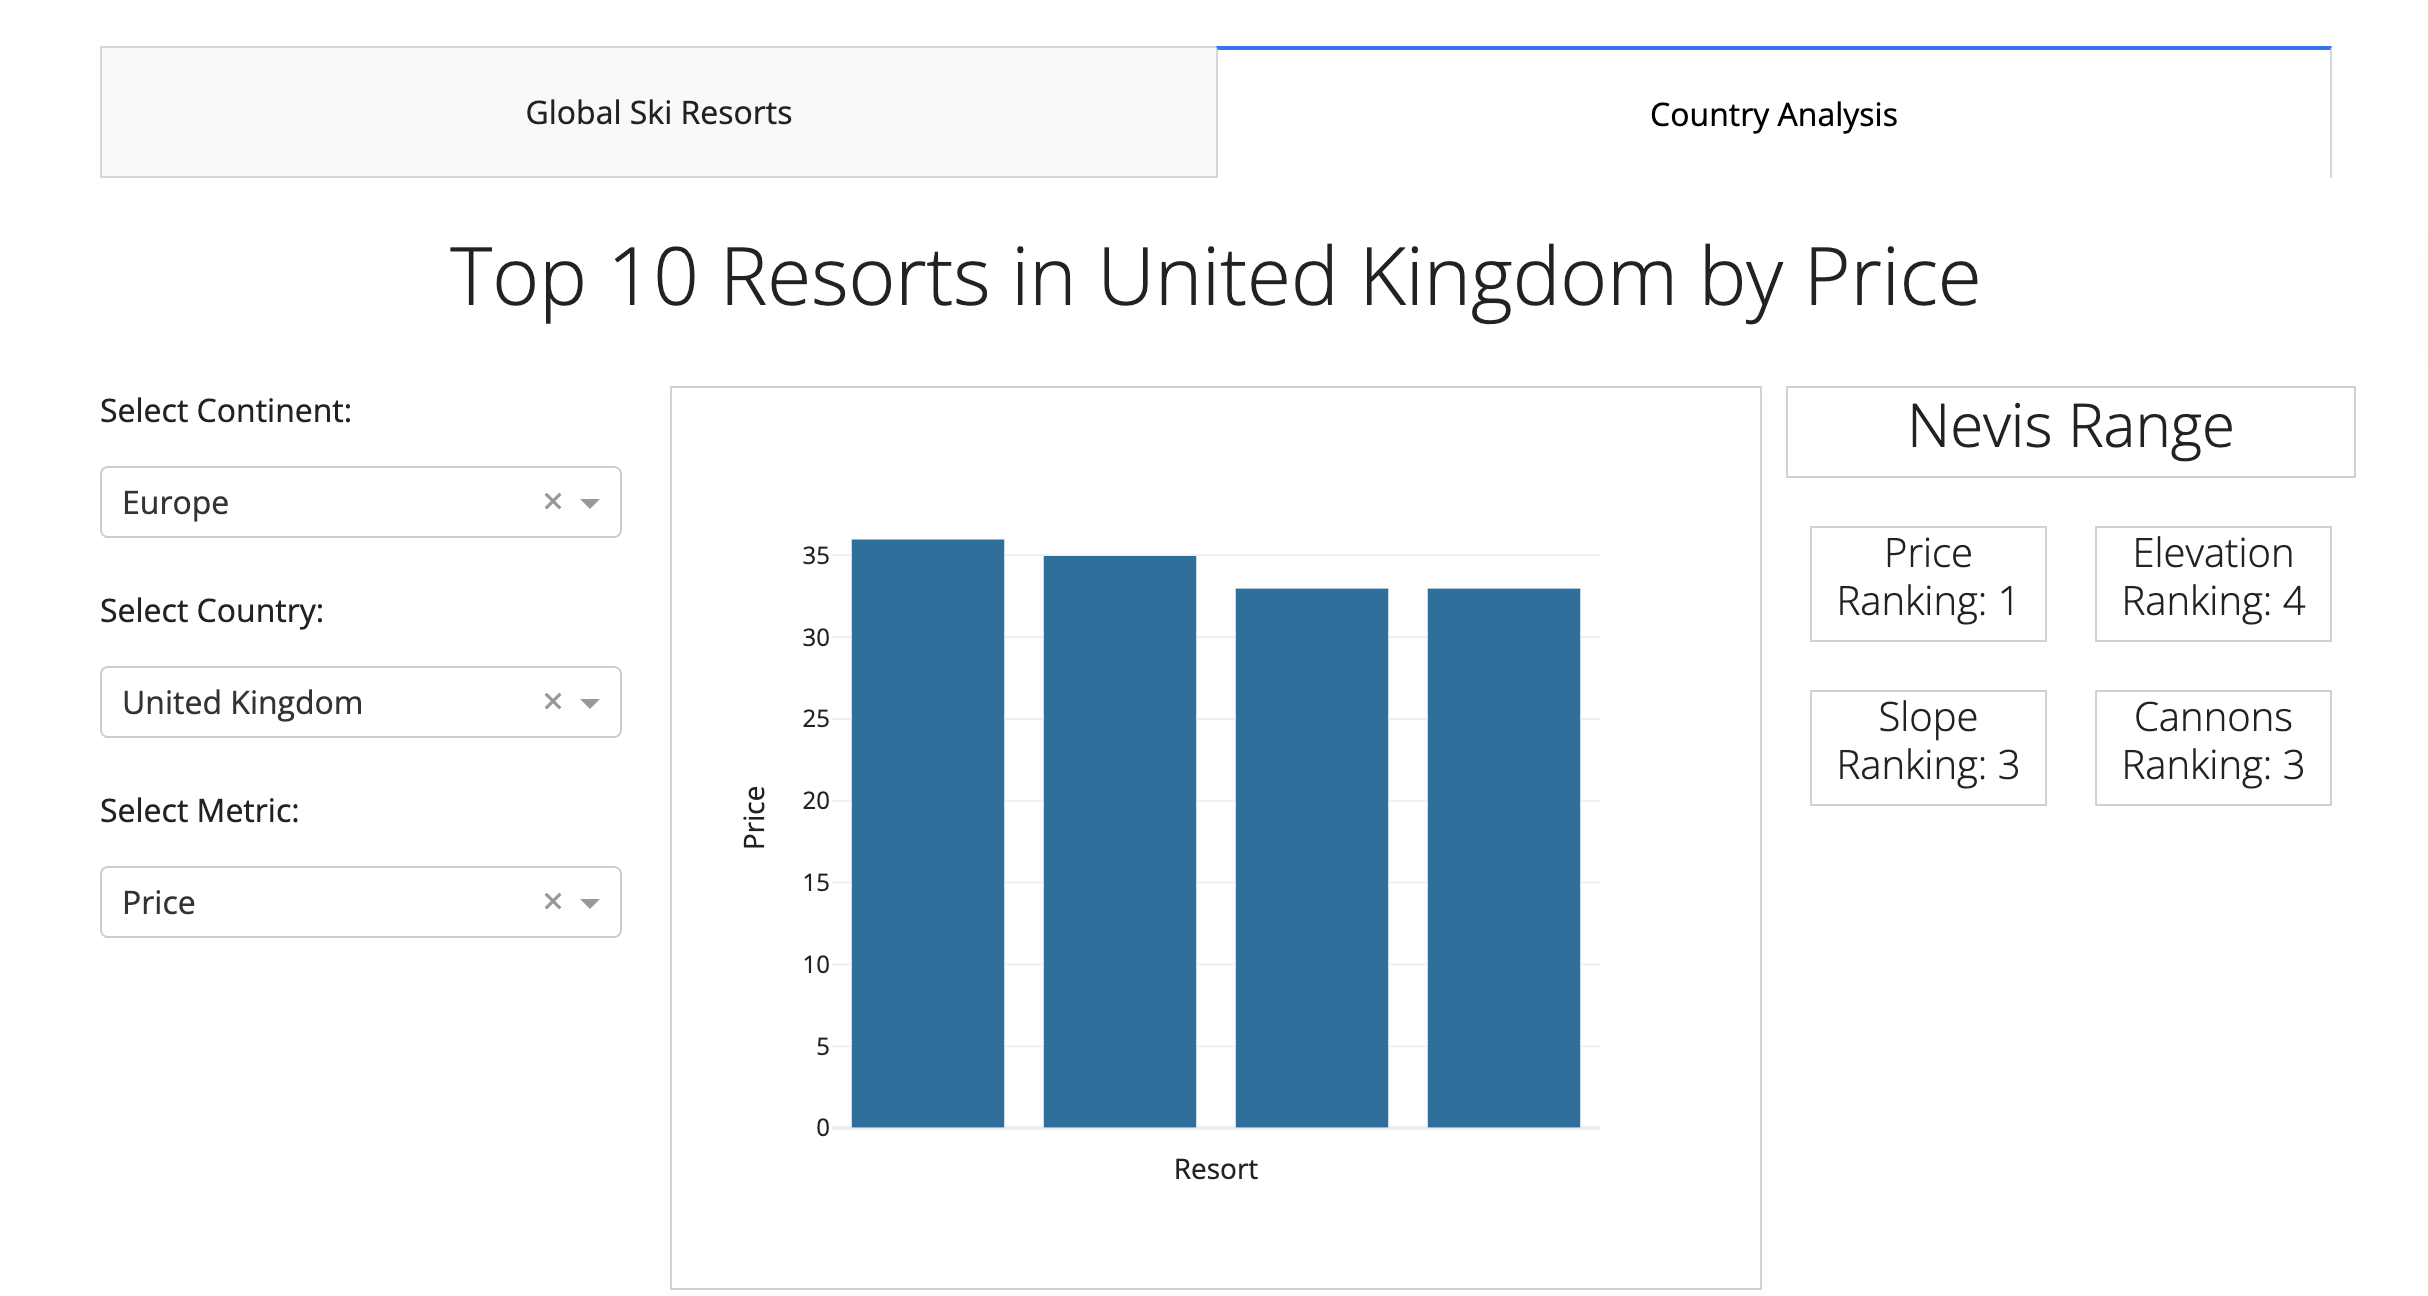 Global Ski Resorts
Country Analysis
Top 10 Resorts in United Kingdom by Price
Select Continent:
Europe
Select Country:
United Kingdom
Select Metric:
Price
35
30
25
20
15
10
5
0
Price
Resort
Nevis Range
Price
Ranking: 1
Elevation
Ranking: 4
Slope
Ranking: 3
Cannons
Ranking: 3